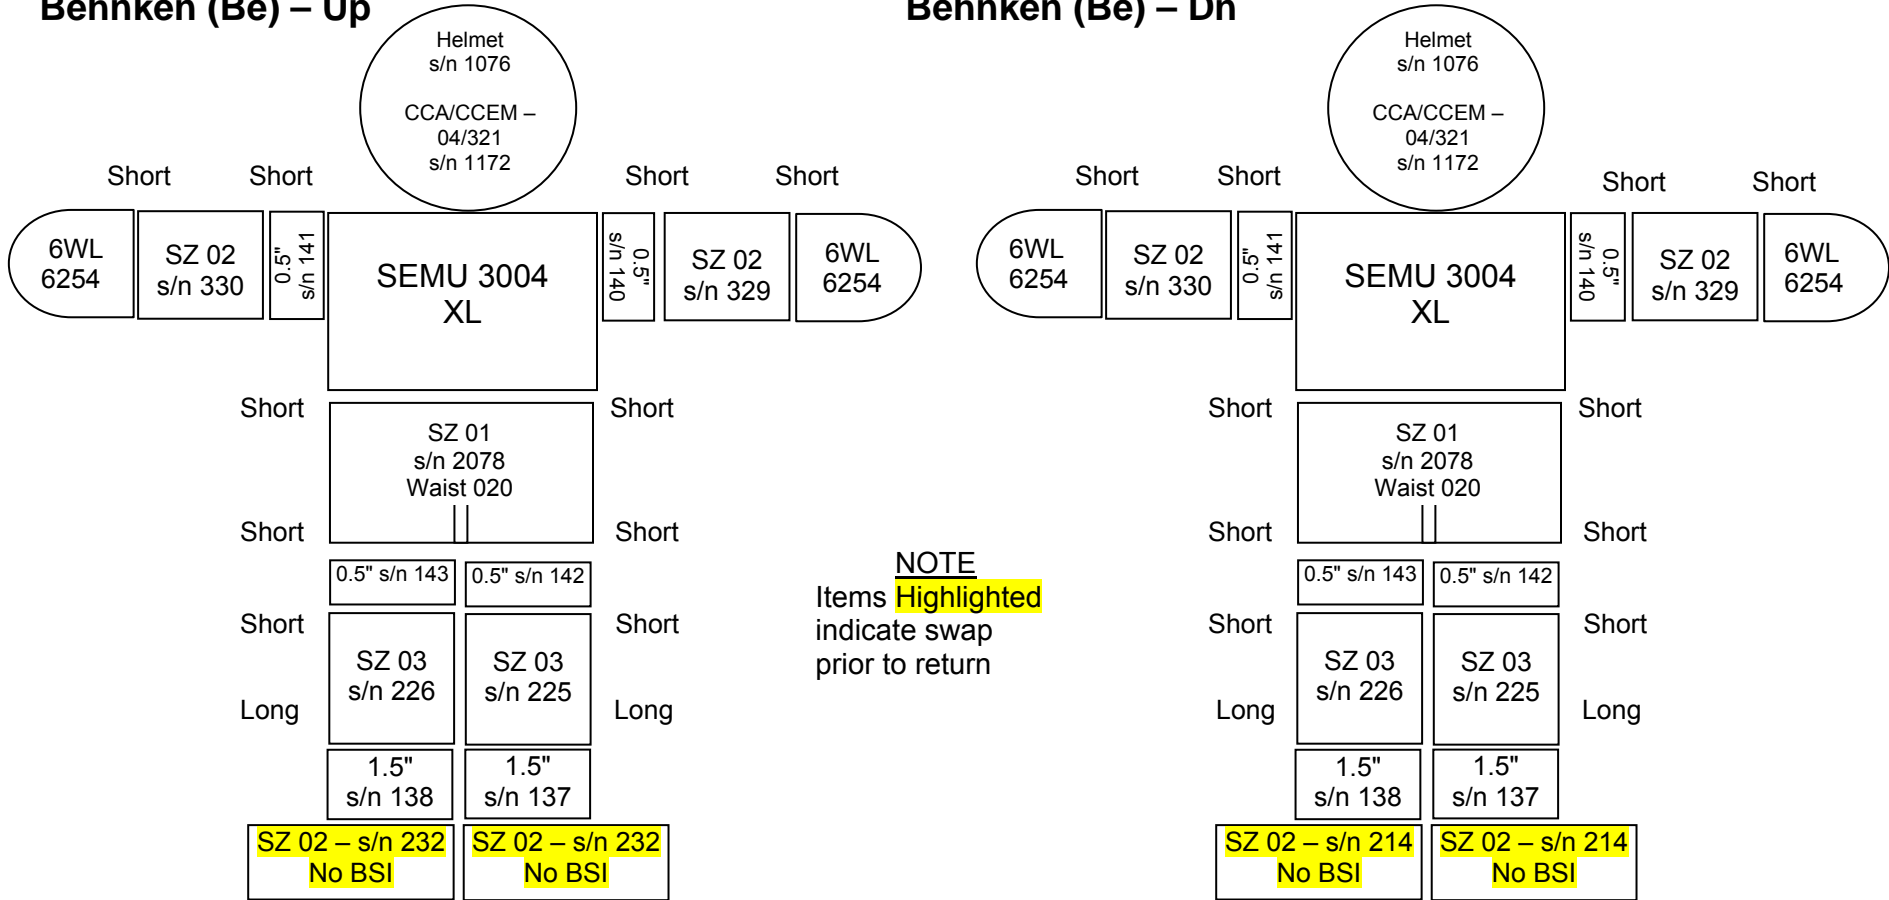 Behnken (Be) – Up
Helmet
s/n 1076
CCA/CCEM –
04/321
s/n 1172
Short
Short
Short
Short
6WL
6254
SZ 02
s/n 330
0.5"
s/n 141
SEMU 3004
XL
0.5"
s/n 140
SZ 02
s/n 329
6WL
6254
Short
Short
SZ 01
s/n 2078
Waist 020
Short
Short
0.5" s/n 143
0.5" s/n 142
Short
Short
SZ 03
s/n 226
SZ 03
s/n 225
Long
Long
1.5"
s/n 138
1.5"
s/n 137
SZ 02 – s/n 232
No BSI
SZ 02 – s/n 232
No BSI
NOTE
Items Highlighted
indicate swap
prior to return
Behnken (Be) – Dn
Helmet
s/n 1076
CCA/CCEM –
04/321
s/n 1172
Short
Short
Short
Short
6WL
6254
SZ 02
s/n 330
0.5"
s/n 141
SEMU 3004
XL
0.5"
s/n 140
SZ 02
s/n 329
6WL
6254
Short
Short
SZ 01
s/n 2078
Waist 020
Short
Short
0.5" s/n 143
0.5" s/n 142
Short
Short
SZ 03
s/n 226
SZ 03
s/n 225
Long
Long
1.5"
s/n 138
1.5"
s/n 137
SZ 02 – s/n 214
No BSI
SZ 02 – s/n 214
No BSI